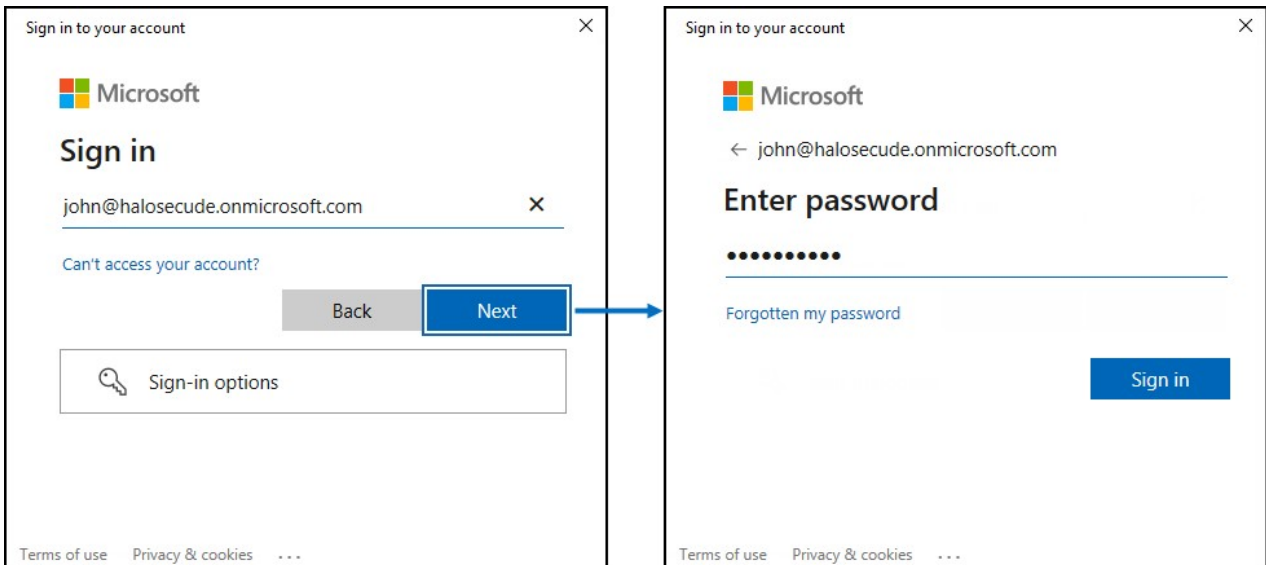 Sign in to your account
Microsoft
Sign in
john@halosecude.onmicrosoft.com
Can't access your account?
Back Next
Sign-in options
Terms of use Privacy & cookies ...
Sign in to your account
Microsoft
john@halosecude.onmicrosoft.com
Enter password
Forgotten my password
Sign in
Terms of use Privacy & cookies ...